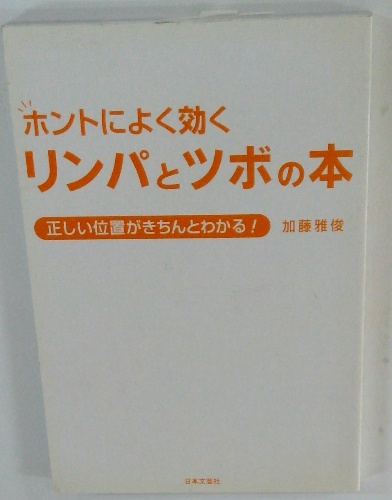 ホントによく効く
リンパとツボの本
正しい位置がきちんとわかる!
加藤雅俊
日本文芸社